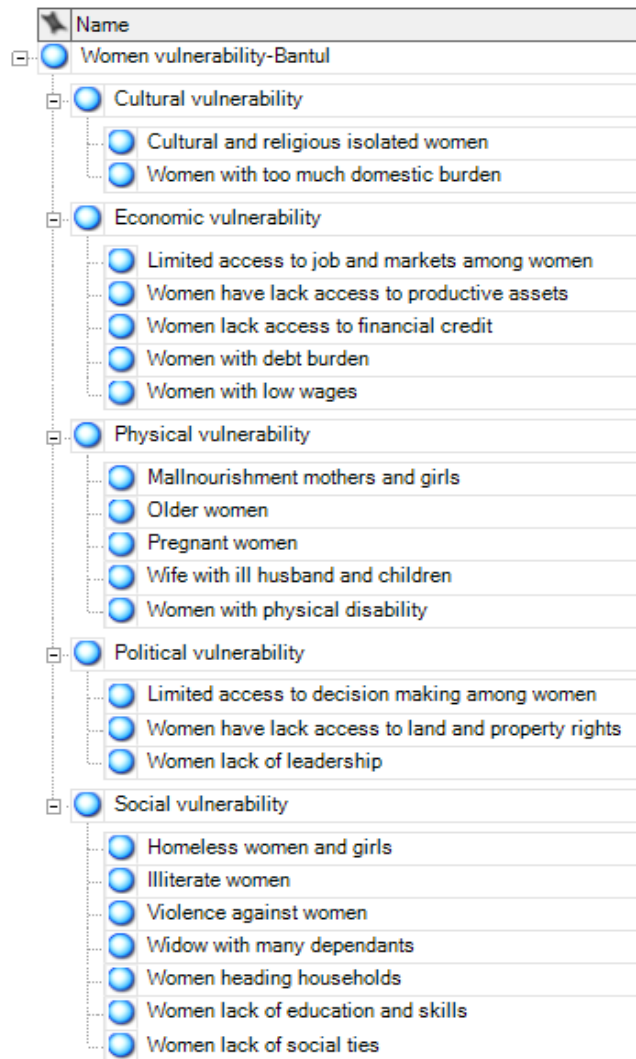 Name
Women vulnerability-Bantul
Cultural vulnerability
Cultural and religious isolated women
Women with too much domestic burden
Economic vulnerability
Limited access to job and markets among women
Women have lack access to productive assets
Women lack access to financial credit
Women with debt burden
Women with low wages
Physical vulnerability
Mallnourishment mothers and girls
Older women
Pregnant women
Wife with ill husband and children
Women with physical disability
Political vulnerability
Limited access to decision making among women
Women have lack access to land and property rights
Women lack of leadership
Social vulnerability
Homeless women and girls
Illiterate women
Violence against women
Widow with many dependants
Women heading households
Women lack of education and skills
Women lack of social ties